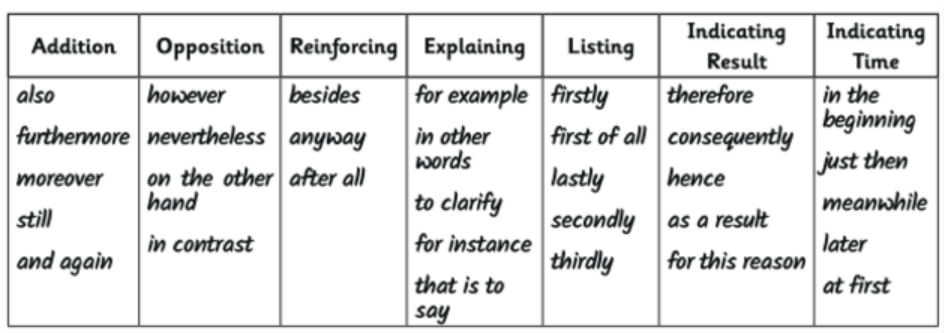 Addition
Opposition
Reinforcing
Explaining
Listing
Indicating
Result
Indicating
Time
also
furthermore
moreover
still
and again
however
nevertheless
on the other
hand
in contrast
besides
anyway
after all
for example
in other
words
to clarify
for instance
that is to
say
firstly
first of all
lastly
secondly
thirdly
therefore
consequently
hence
as a result
for this reason
in the
beginning
just then
meanwhile
later
at first